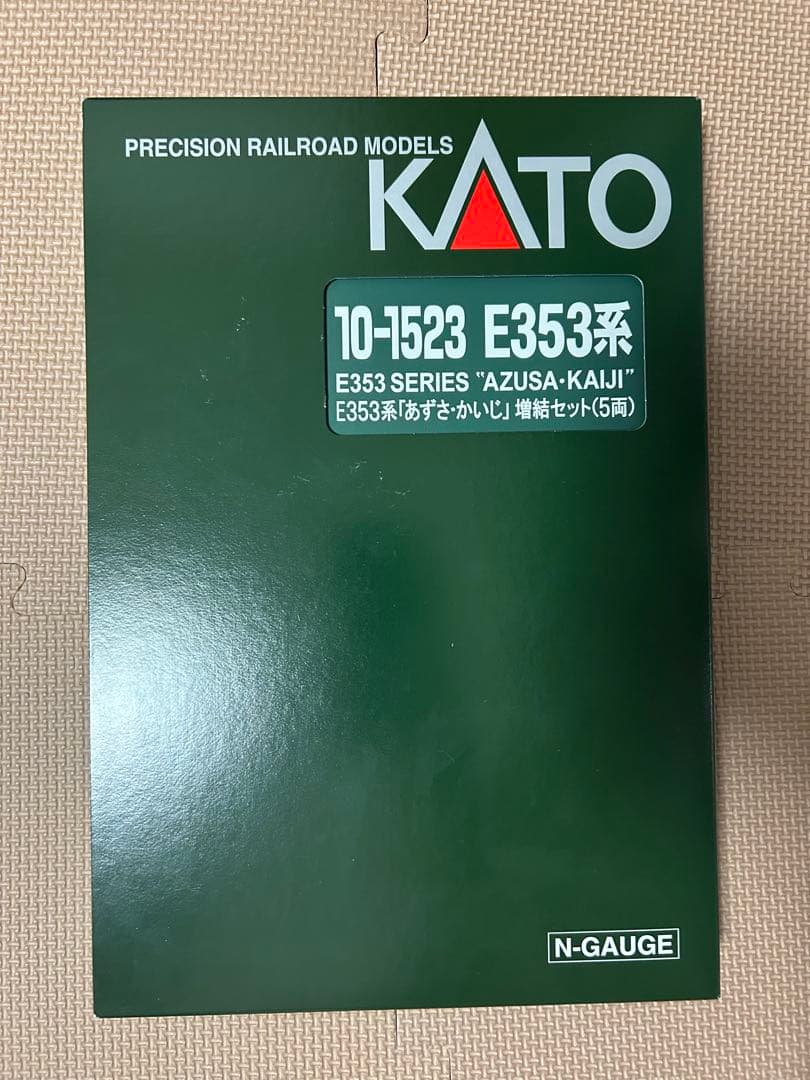 PRECISION RAILROAD MODELS
KATO
10-1523 E353系
E353 SERIES "AZUSA・KAIJI"
E353系「あずさ・かいじ」増結セット(5両)
N-GAUGE